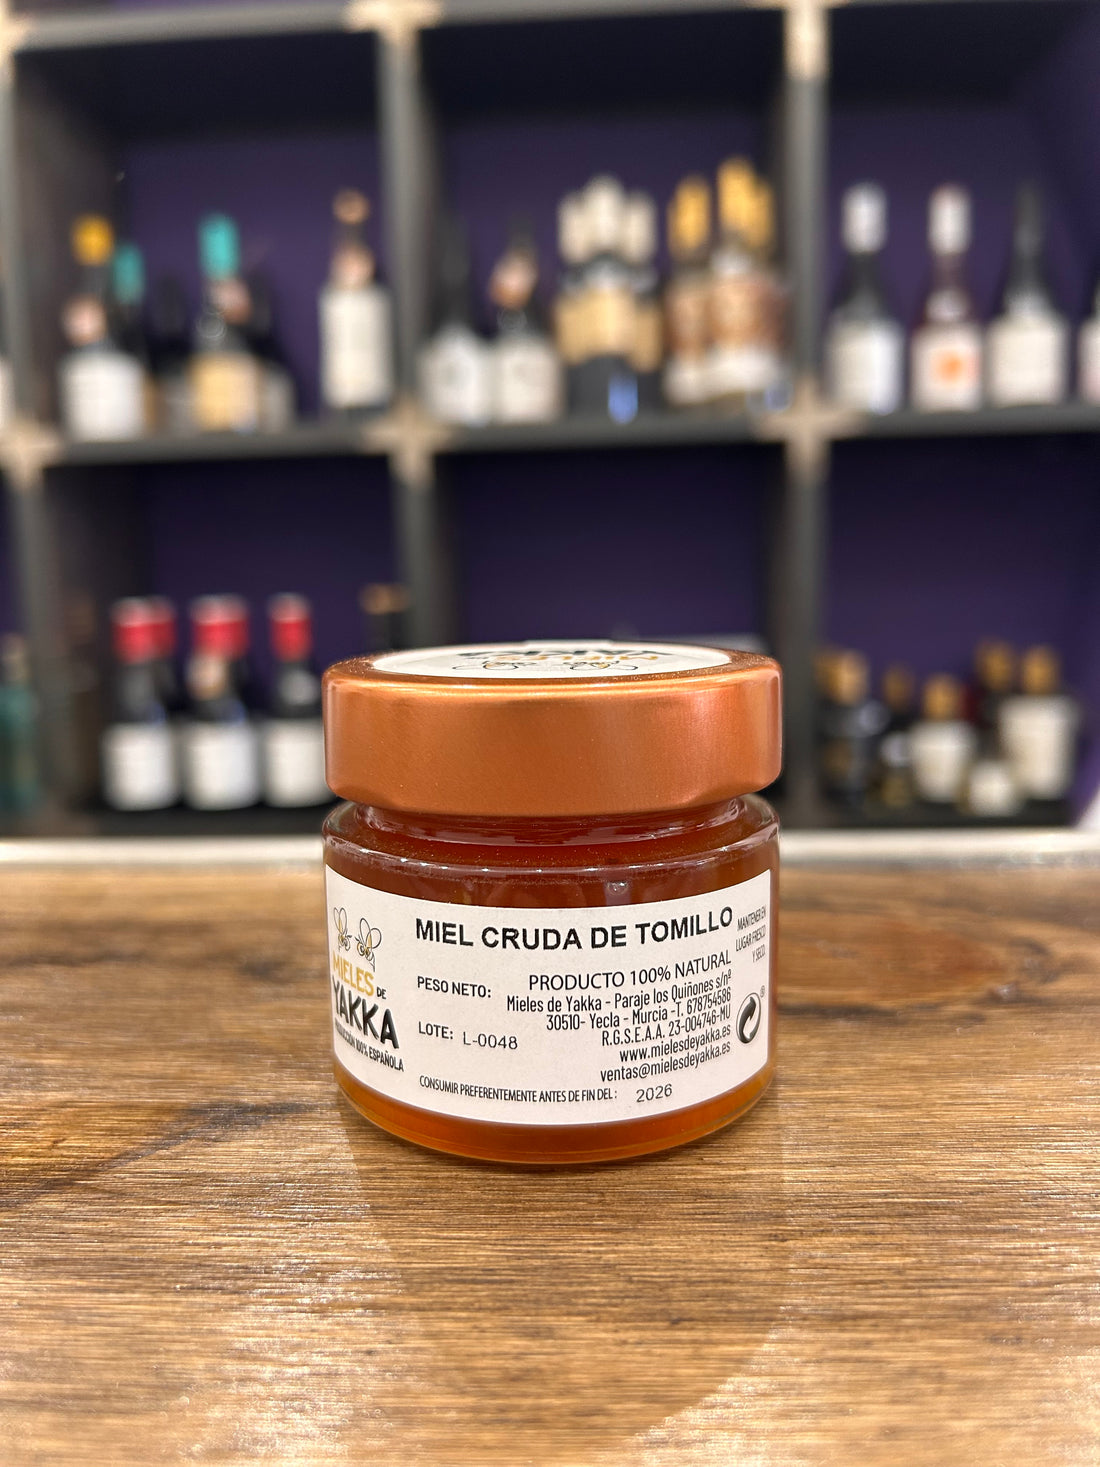 MIELES DE
YAKKA
PRODUCCIÓN 100% ESPAÑOLA
MIEL CRUDA DE TOMILLO
PESO NETO:
LOTE: L-0048
PRODUCTO 100% NATURAL
Mieles de Yakka - Paraje los Quiñones s/nº
30510- Yecla - Murcia -T. 678754586
R.G.S.E.A.A. 23-004746-MU
www.mielesdeyakka.es
ventas@mielesdeyakka.es
CONSUMIR PREFERENTEMENTE ANTES DE FIN DEL: 2026
MANTENER EN
LUGAR FRESCO
Y SECO.